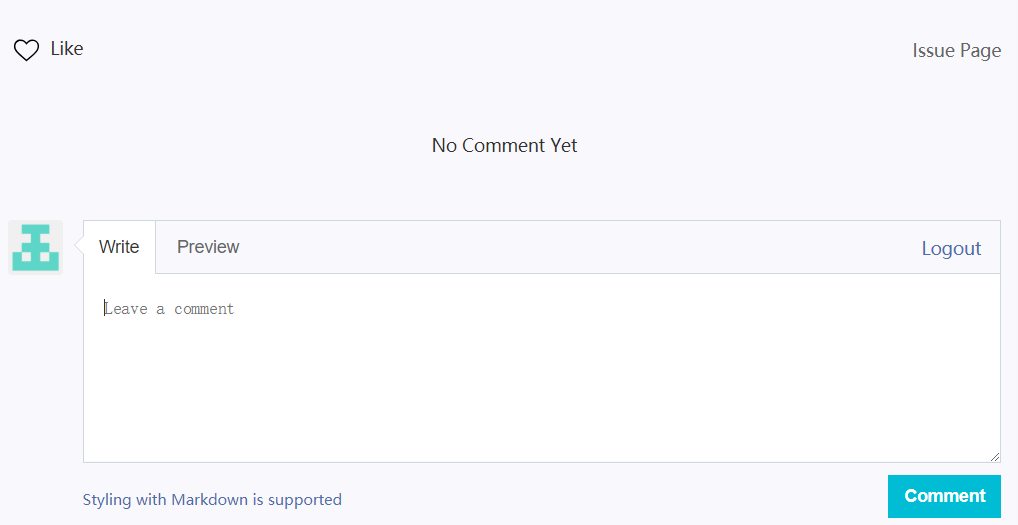 Like
Issue Page
No Comment Yet
Write
Preview
Logout
Leave a comment
Styling with Markdown is supported
Comment